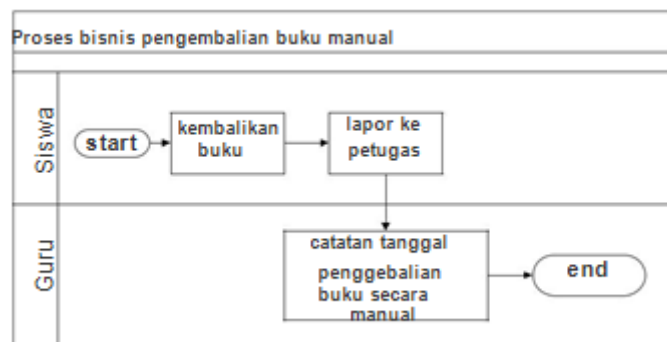 Proses bisnis pengembalian buku manual
Siswa
start
kembalikan
buku
lapor ke
petugas
Guru
catatan tanggal
penggebalian
buku secara
manual
end